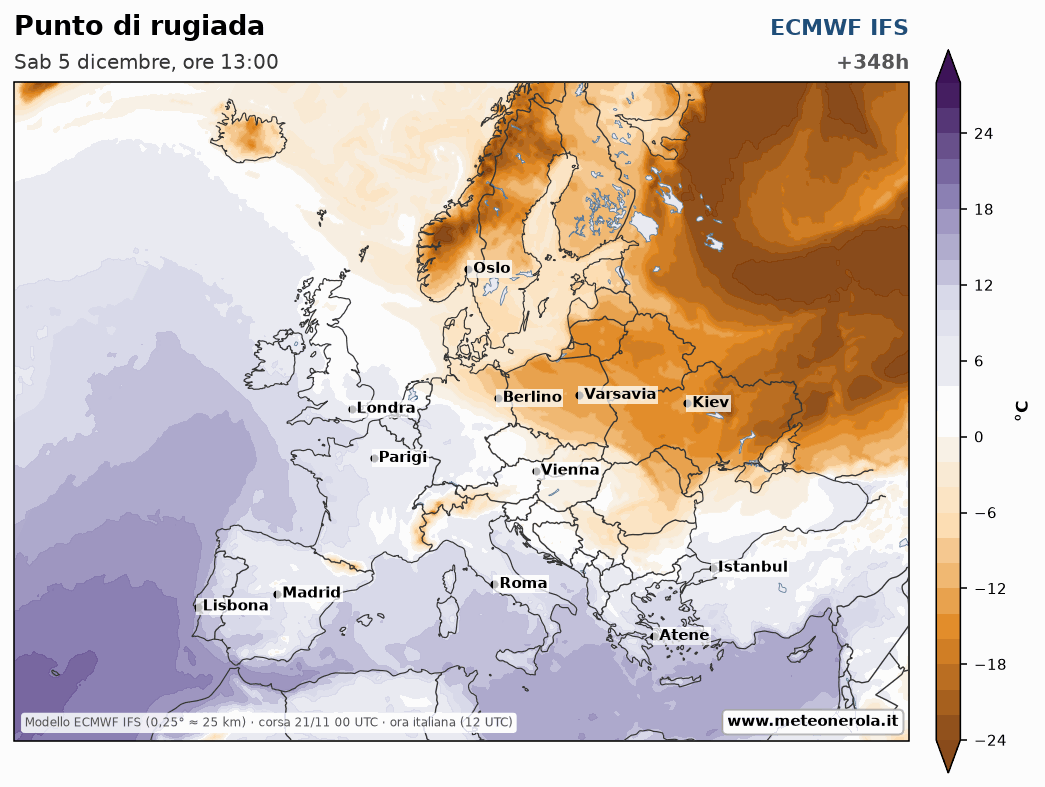 Punto di rugiada
ECMWF IFS
Sab 5 dicembre, ore 13:00
+348h
Oslo
Londra
Berlino
Varsavia
Kiev
Parigi
Vienna
Madrid
Lisbona
Roma
Istanbul
Atene
24
18
12
6
0
−6
−12
−18
−24
°C
Modello ECMWF IFS (0,25° ≈ 25 km) · corsa 21/11 00 UTC · ora italiana (12 UTC)
www.meteonerola.it